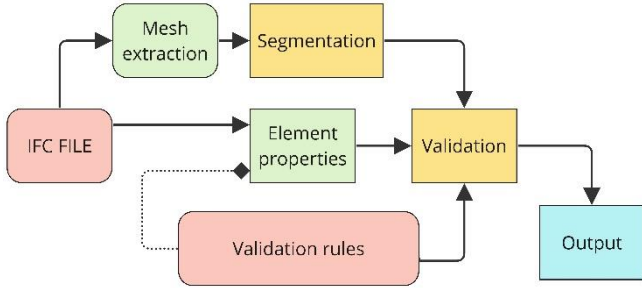 Mesh
extraction
Segmentation
IFC FILE
Element
properties
Validation
Validation rules
Output